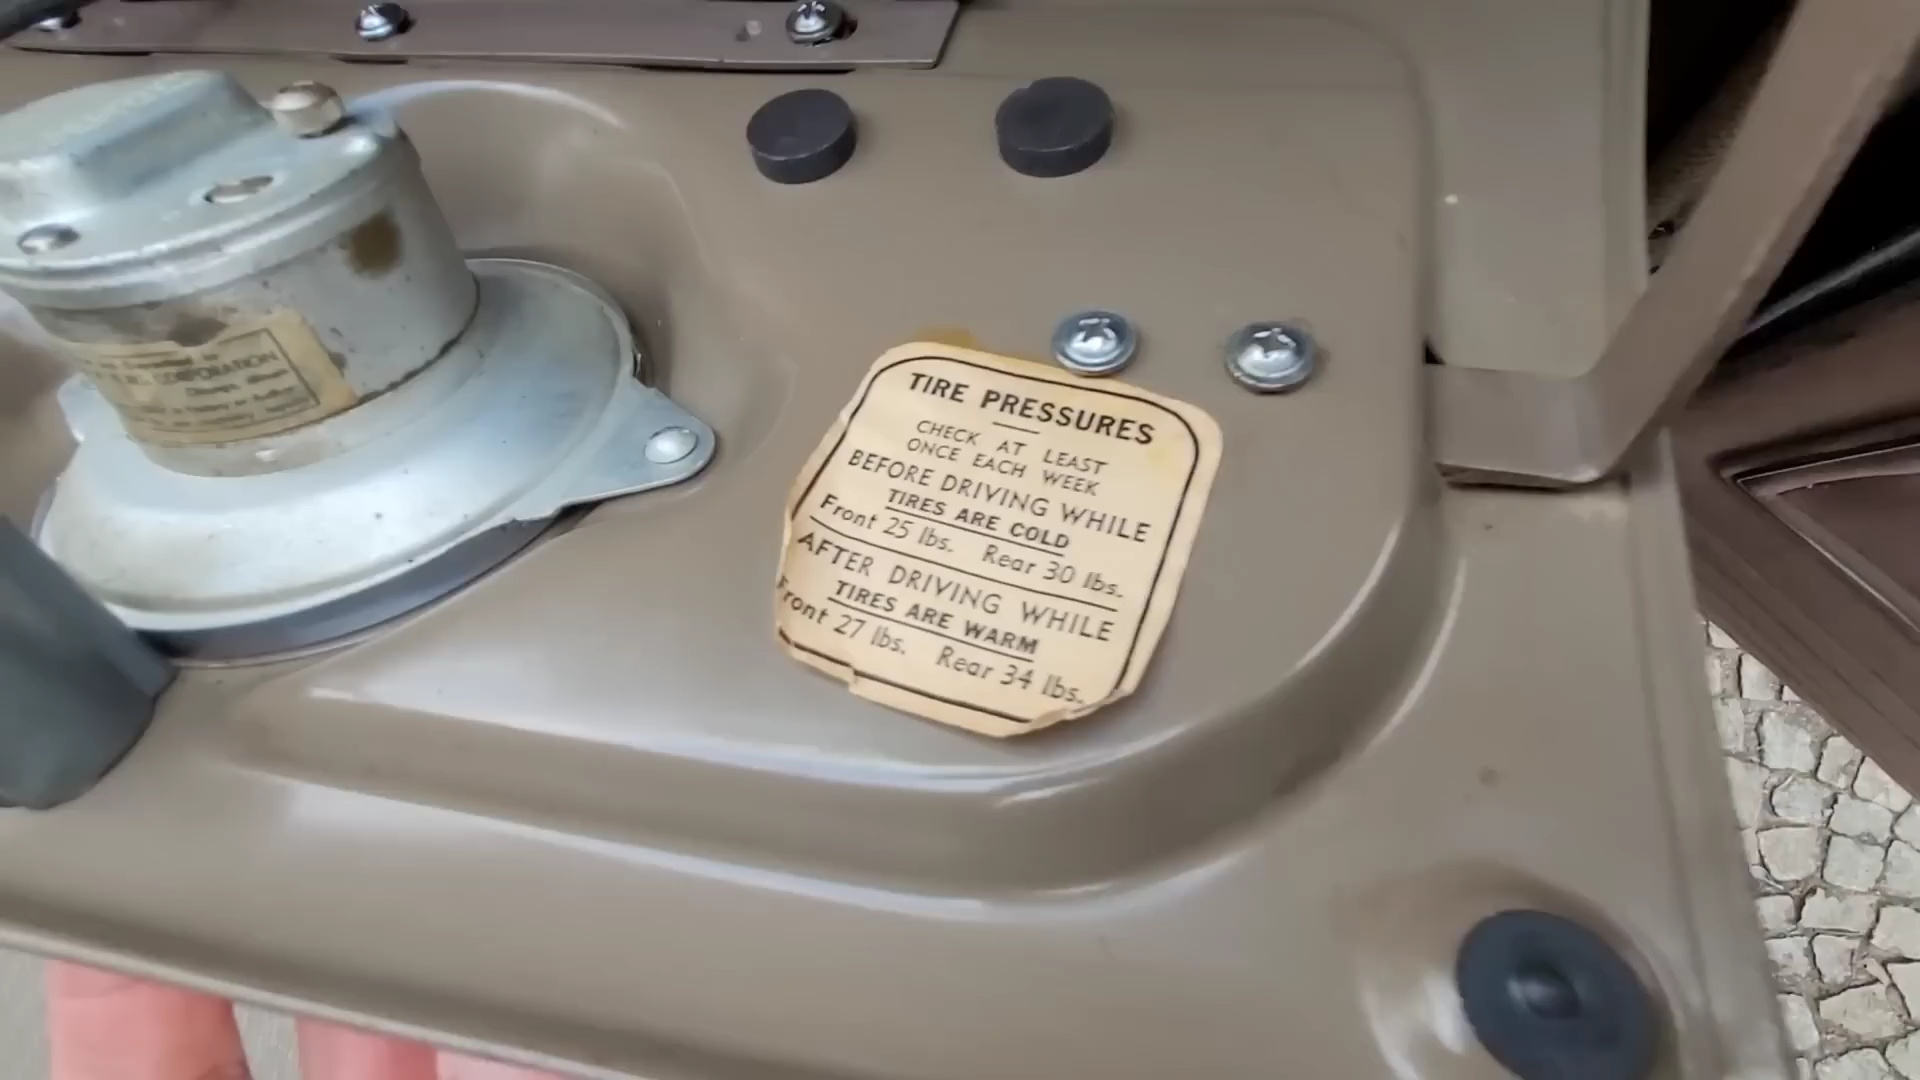 CORPORATION
TIRE PRESSURES
CHECK AT LEAST
ONCE EACH WEEK
BEFORE DRIVING WHILE
TIRES ARE COLD
Front 25 lbs. Rear 30 lbs.
AFTER DRIVING WHILE
TIRES ARE WARM
Front 27 lbs. Rear 34 lbs.